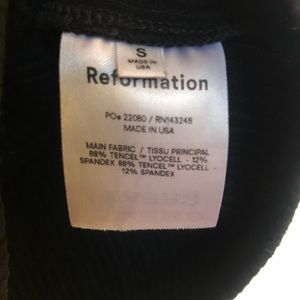 S
MADE IN
USA
Reformation
PO# 22080 / RN143248
MADE IN USA
MAIN FABRIC / TISSU PRINCIPAL
88% TENCEL™ LYOCELL - 12%
SPANDEX 88% TENCEL™ LYOCELL -
12% SPANDEX